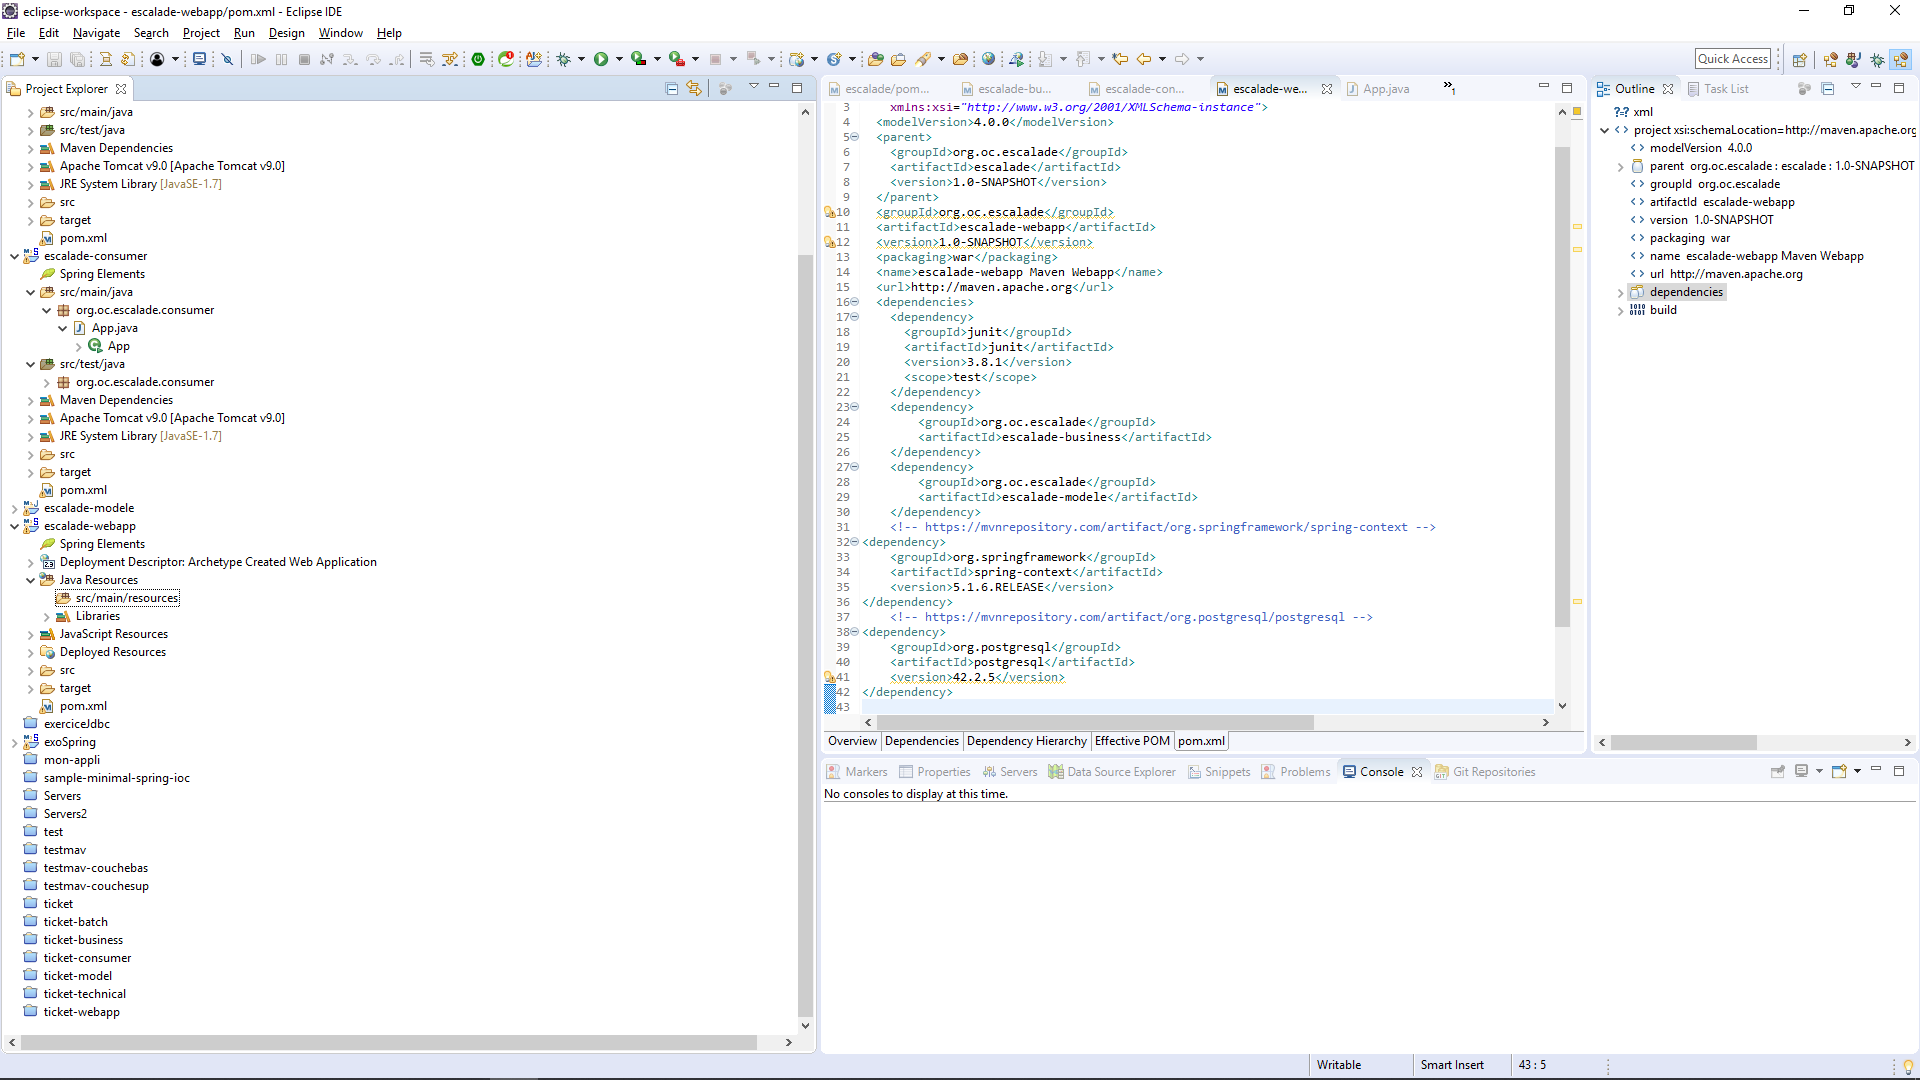 eclipse-workspace - escalade-webapp/pom.xml - Eclipse IDE
File Edit Navigate Search Project Run Design Window Help
Quick Access
Project Explorer
src/main/java
src/test/java
Maven Dependencies
Apache Tomcat v9.0 [Apache Tomcat v9.0]
JRE System Library [JavaSE-1.7]
src
target
pom.xml
escalade-consumer
Spring Elements
src/main/java
org.oc.escalade.consumer
App.java
App
src/test/java
org.oc.escalade.consumer
Maven Dependencies
Apache Tomcat v9.0 [Apache Tomcat v9.0]
JRE System Library [JavaSE-1.7]
src
target
pom.xml
escalade-modele
escalade-webapp
Spring Elements
Deployment Descriptor: Archetype Created Web Application
Java Resources
src/main/resources
Libraries
JavaScript Resources
Deployed Resources
src
target
pom.xml
exerciceJdbc
exoSpring
mon-appli
sample-minimal-spring-ioc
Servers
Servers2
test
testmav
testmav-couchebas
testmav-couchesup
ticket
ticket-batch
ticket-business
ticket-consumer
ticket-model
ticket-technical
ticket-webapp
escalade/pom... escalade-bu... escalade-con... escalade-we... App.java »1
3 xmlns:xsi="http://www.w3.org/2001/XMLSchema-instance">
4 <modelVersion>4.0.0</modelVersion>
5 <parent>
6 <groupId>org.oc.escalade</groupId>
7 <artifactId>escalade</artifactId>
8 <version>1.0-SNAPSHOT</version>
9 </parent>
10 <groupId>org.oc.escalade</groupId>
11 <artifactId>escalade-webapp</artifactId>
12 <version>1.0-SNAPSHOT</version>
13 <packaging>war</packaging>
14 <name>escalade-webapp Maven Webapp</name>
15 <url>http://maven.apache.org</url>
16 <dependencies>
17 <dependency>
18 <groupId>junit</groupId>
19 <artifactId>junit</artifactId>
20 <version>3.8.1</version>
21 <scope>test</scope>
22 </dependency>
23 <dependency>
24 <groupId>org.oc.escalade</groupId>
25 <artifactId>escalade-business</artifactId>
26 </dependency>
27 <dependency>
28 <groupId>org.oc.escalade</groupId>
29 <artifactId>escalade-modele</artifactId>
30 </dependency>
31 <!-- https://mvnrepository.com/artifact/org.springframework/spring-context -->
32 <dependency>
33 <groupId>org.springframework</groupId>
34 <artifactId>spring-context</artifactId>
35 <version>5.1.6.RELEASE</version>
36 </dependency>
37 <!-- https://mvnrepository.com/artifact/org.postgresql/postgresql -->
38 <dependency>
39 <groupId>org.postgresql</groupId>
40 <artifactId>postgresql</artifactId>
41 <version>42.2.5</version>
42 </dependency>
43
Overview Dependencies Dependency Hierarchy Effective POM pom.xml
Outline Task List
?-? xml
project xsi:schemaLocation=http://maven.apache.org
modelVersion 4.0.0
parent org.oc.escalade : escalade : 1.0-SNAPSHOT
groupId org.oc.escalade
artifactId escalade-webapp
version 1.0-SNAPSHOT
packaging war
name escalade-webapp Maven Webapp
url http://maven.apache.org
dependencies
build
Markers Properties Servers Data Source Explorer Snippets Problems Console Git Repositories
No consoles to display at this time.
Writable Smart Insert 43 : 5